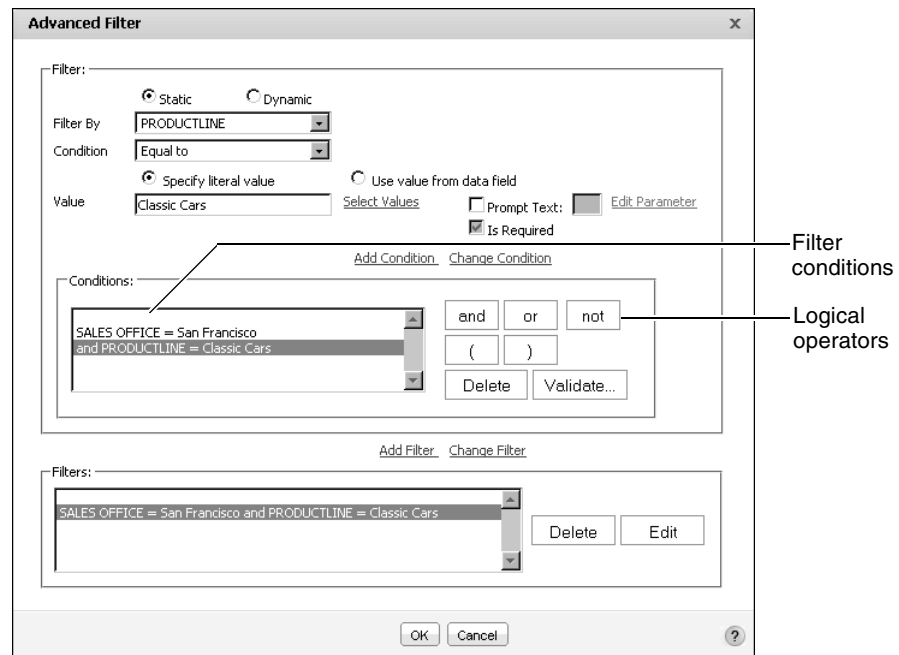 Advanced Filter x
Filter:
Static Dynamic
Filter By PRODUCTLINE
Condition Equal to
Specify literal value Use value from data field
Value Classic Cars Select Values Prompt Text: Edit Parameter
Is Required
Add Condition Change Condition
Filter
conditions
Conditions:
and or not
Logical
operators
SALES OFFICE = San Francisco
and PRODUCTLINE = Classic Cars
( )
Delete Validate...
Add Filter Change Filter
Filters:
SALES OFFICE = San Francisco and PRODUCTLINE = Classic Cars
Delete Edit
OK Cancel ?